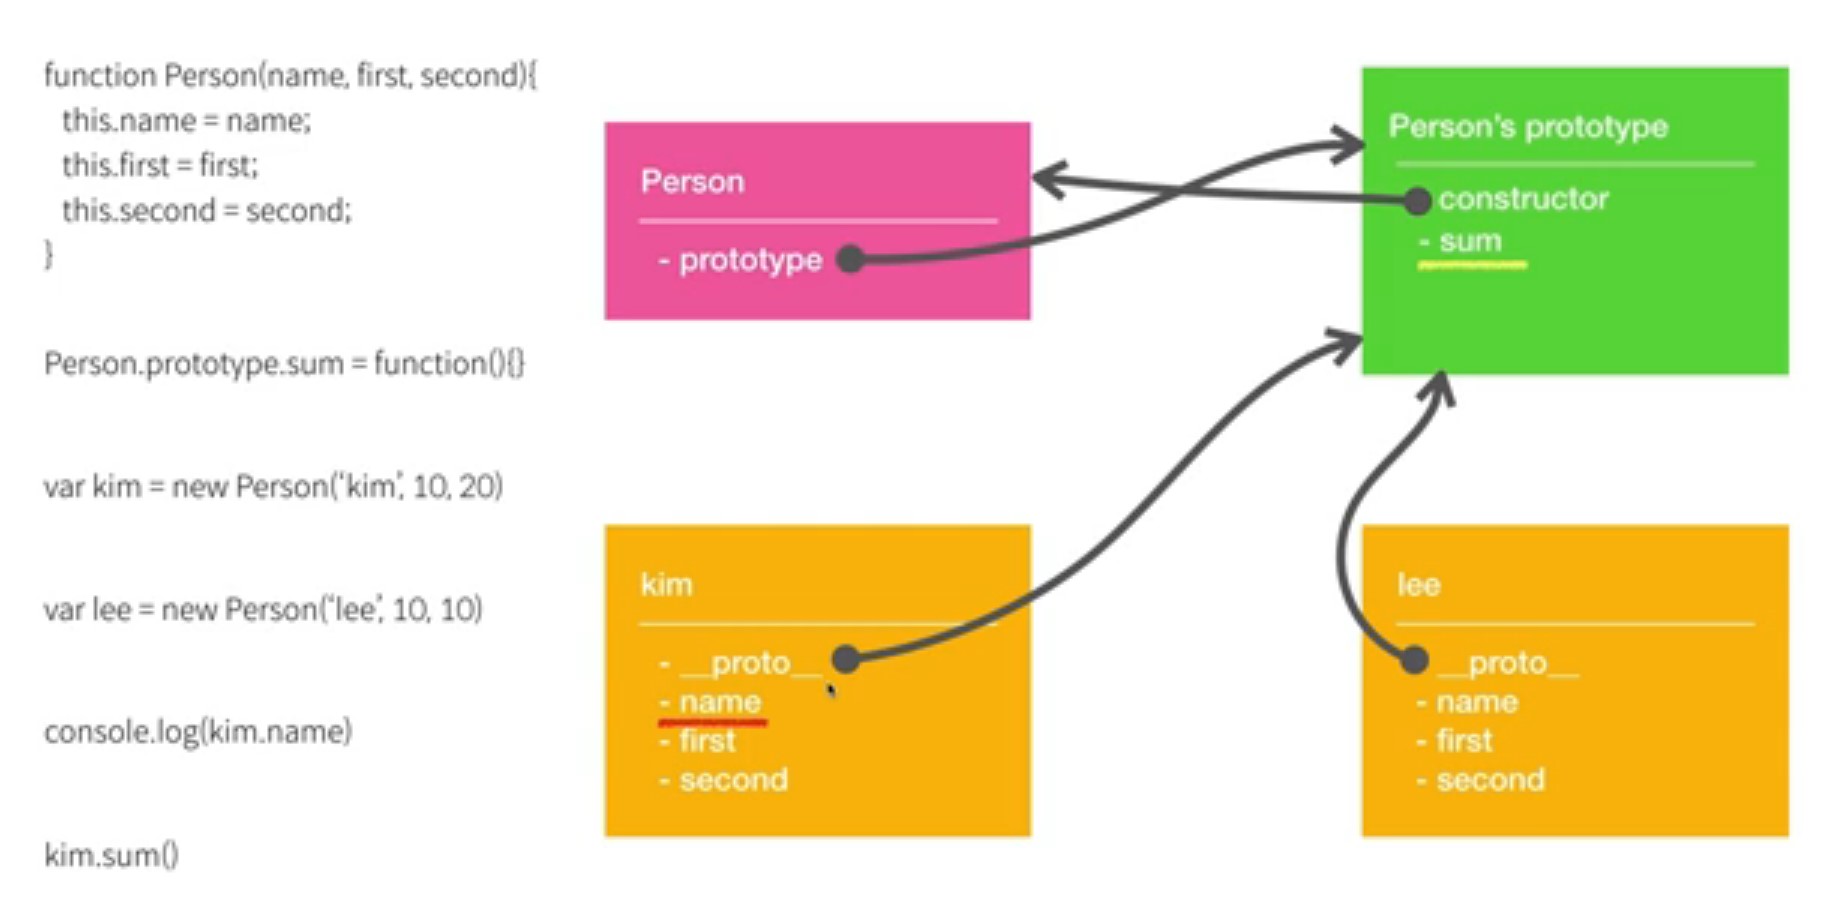 function Person(name, first, second){
this.name = name;
this.first = first;
this.second = second;
}
Person.prototype.sum = function(){}
var kim = new Person(‘kim’, 10, 20)
var lee = new Person(‘lee’, 10, 10)
console.log(kim.name)
kim.sum()
Person
- prototype
Person’s prototype
constructor
- sum
kim
- __proto__
- name
- first
- second
lee
__proto__
- name
- first
- second